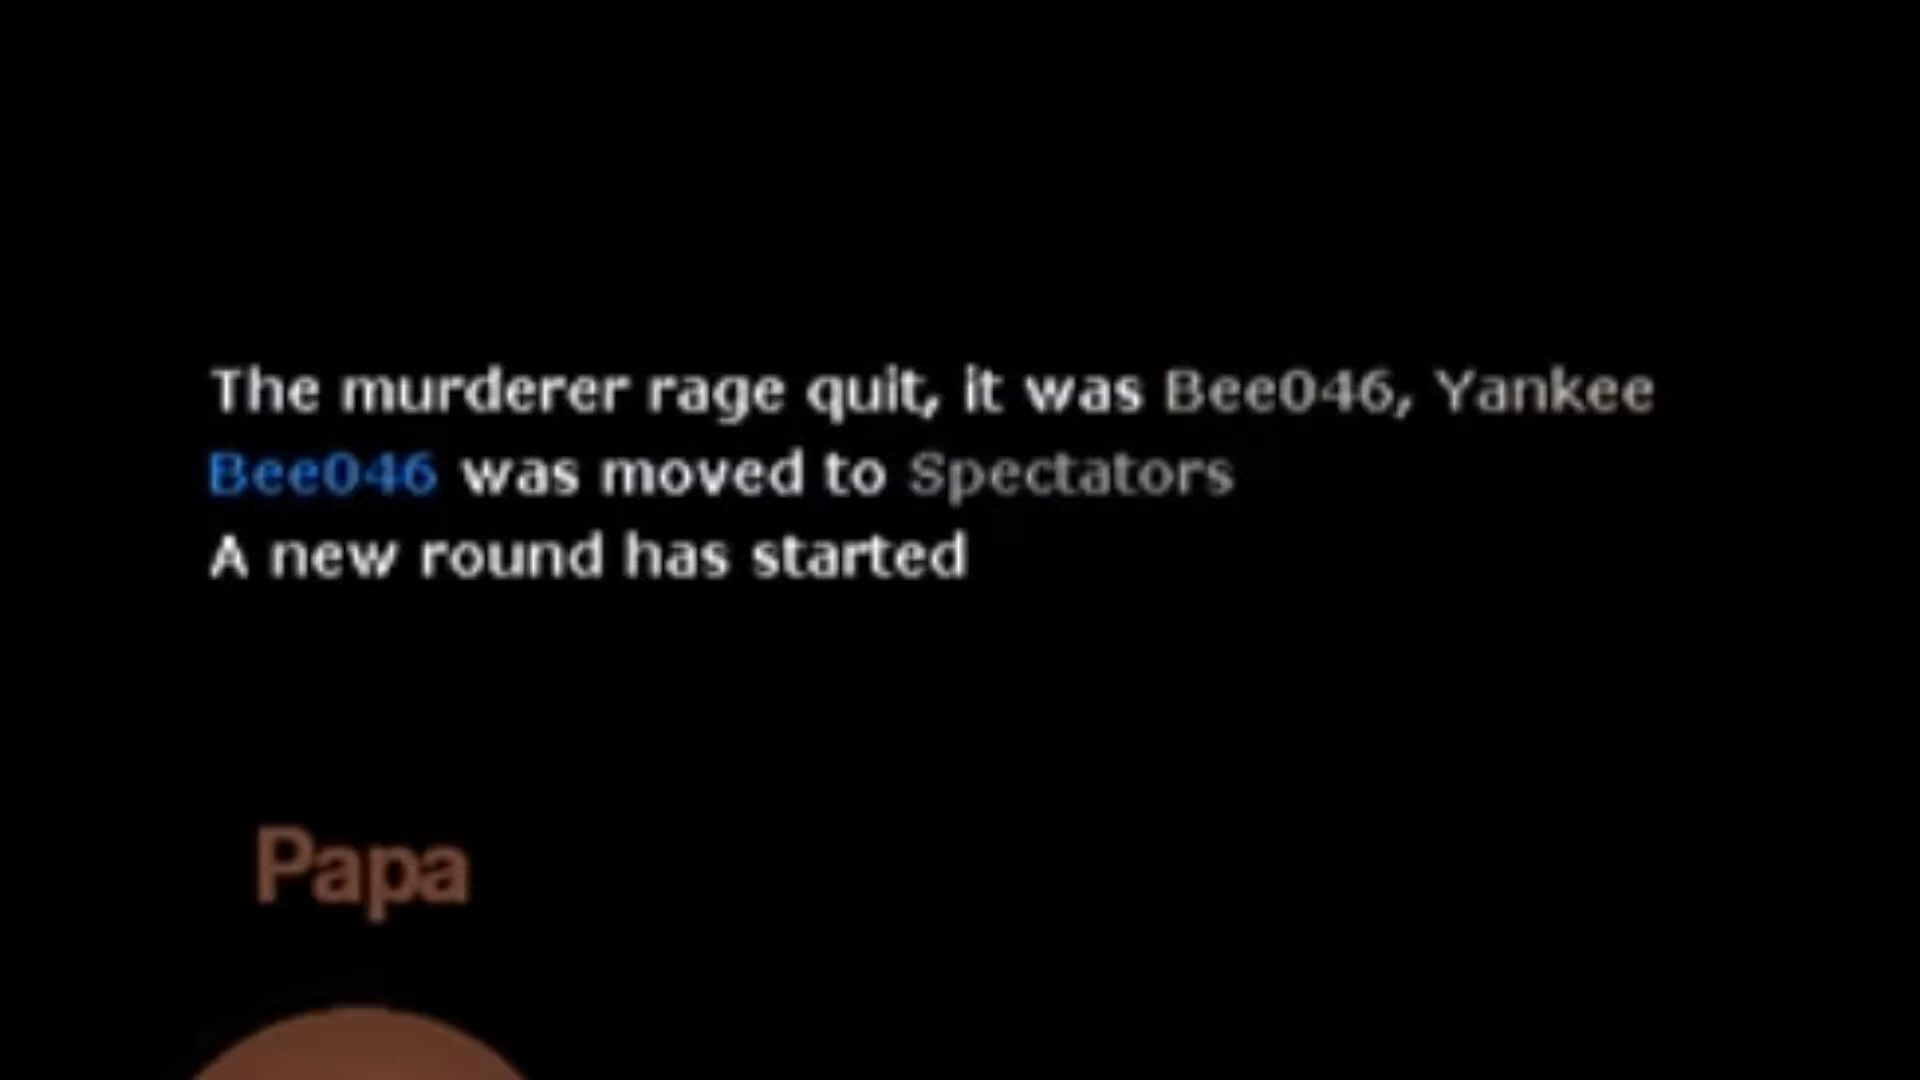 The murderer rage quit, it was Bee046, Yankee
Bee046 was moved to Spectators
A new round has started
Papa